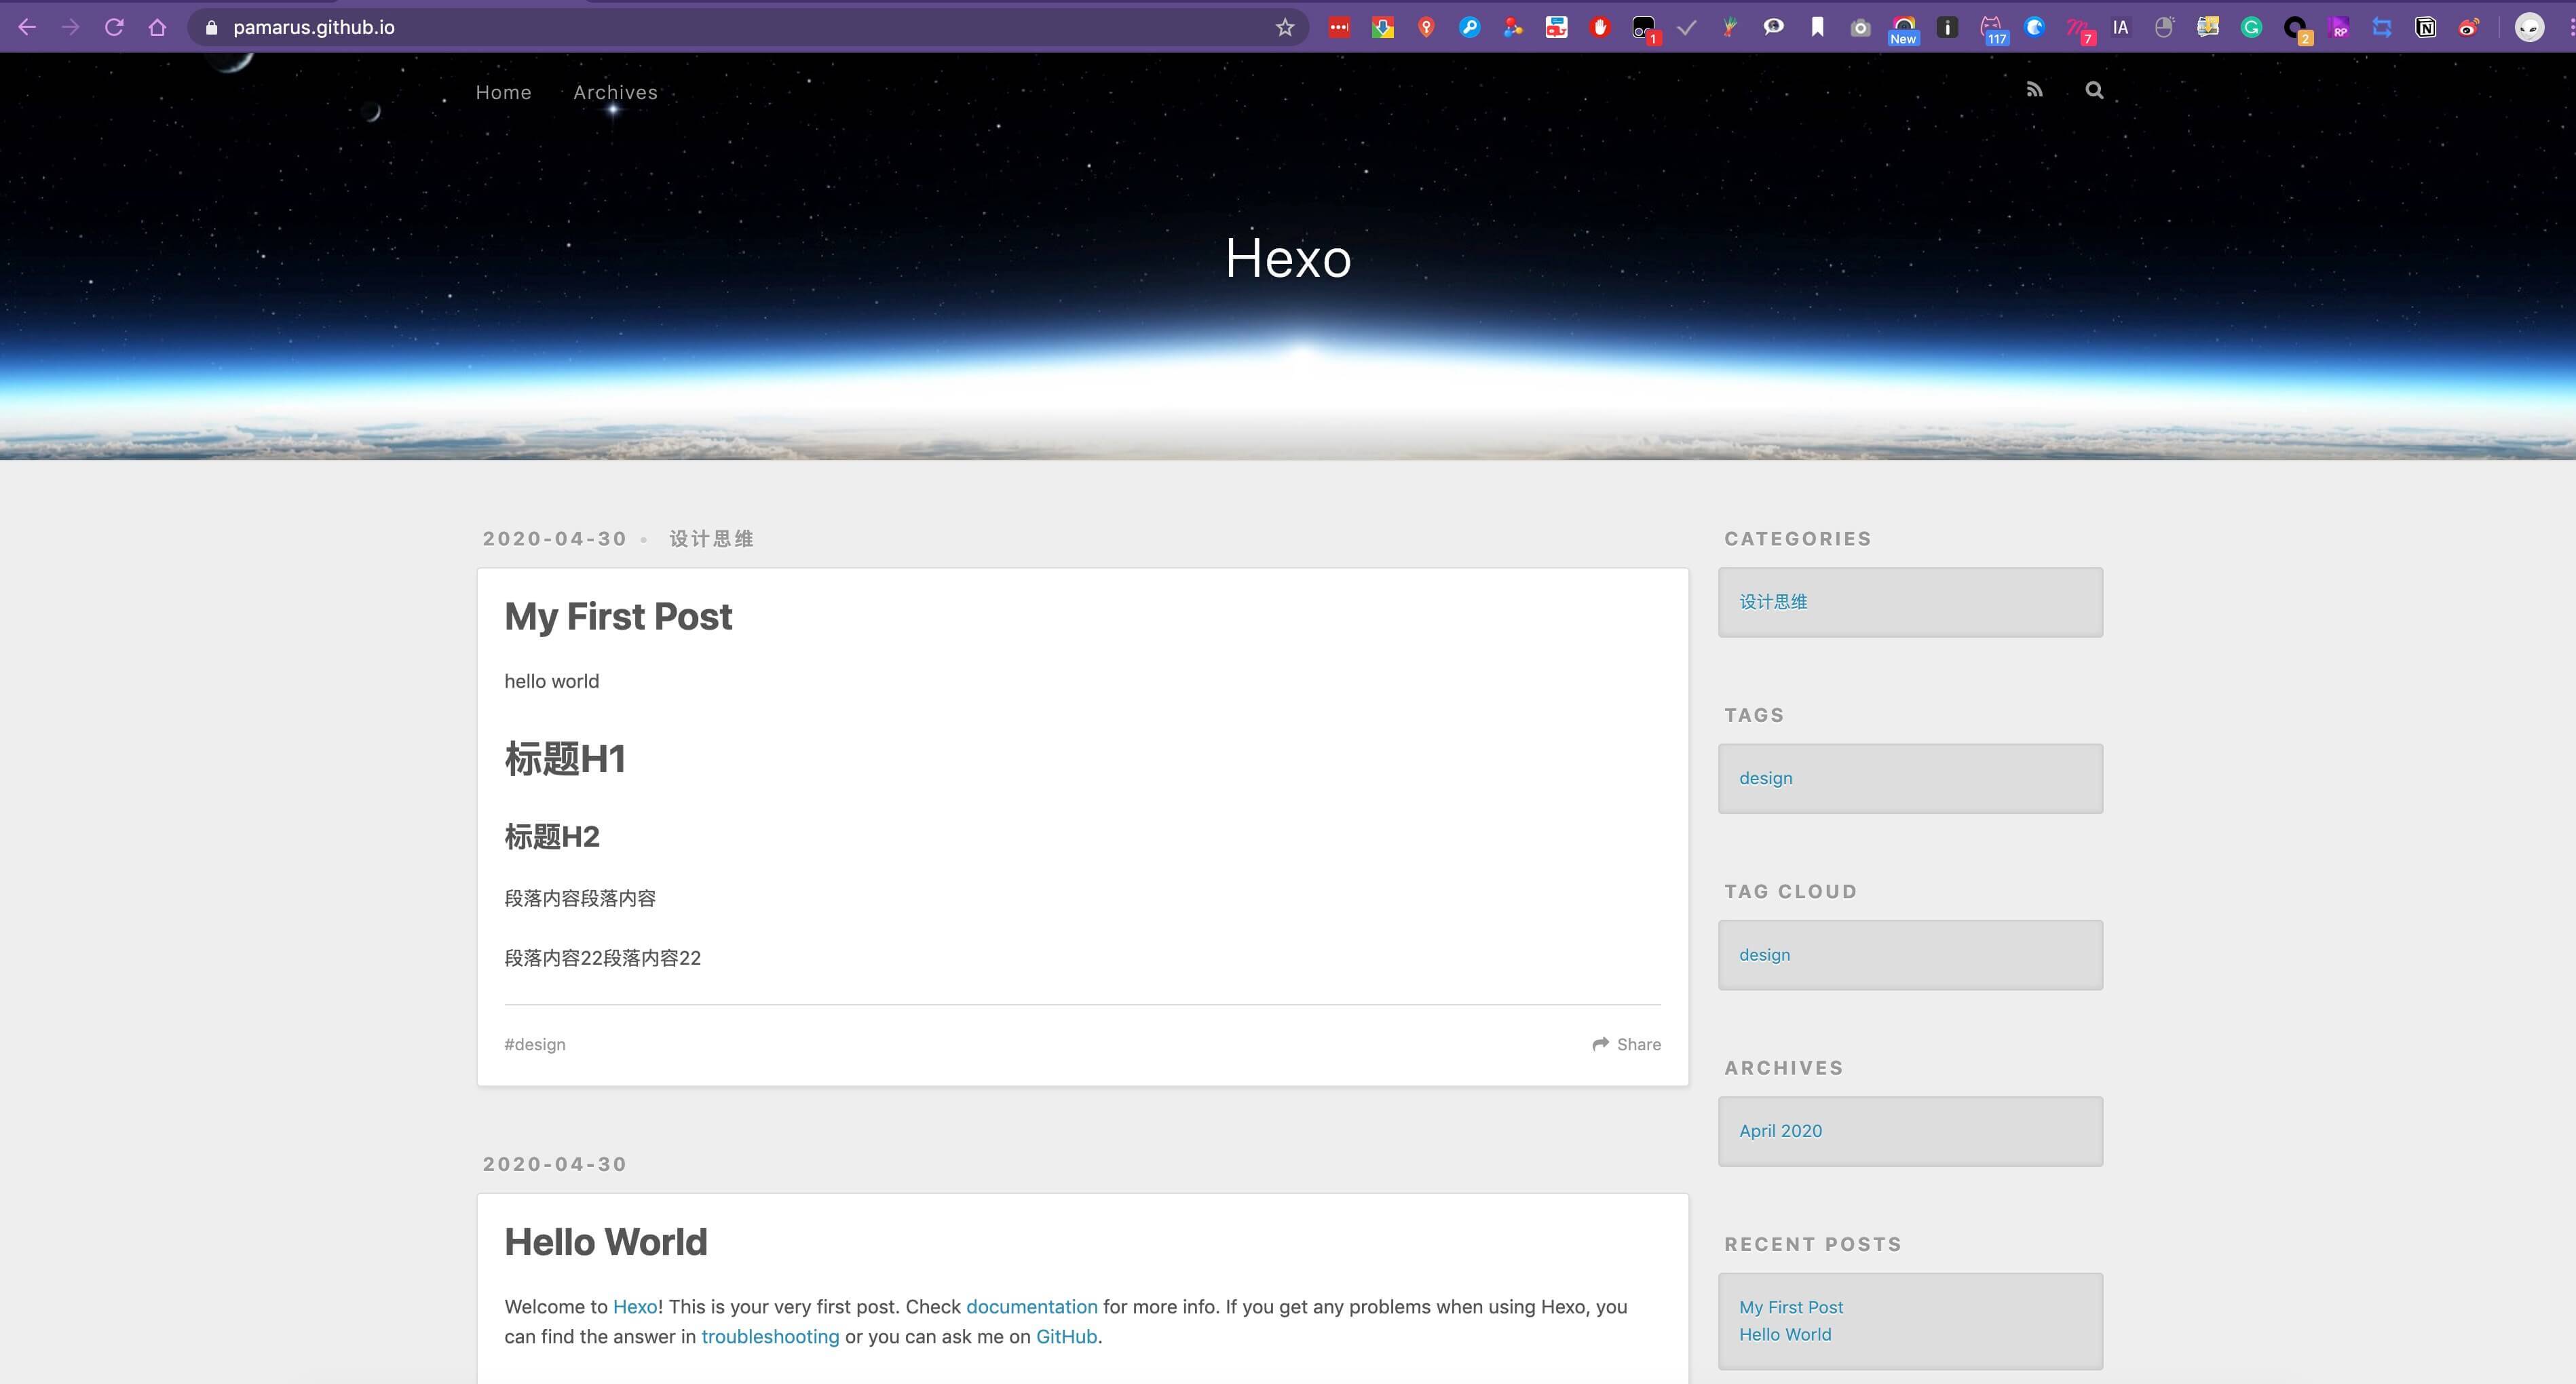 pamarus.github.io
1
New
117
7
IA
2
RP
Home Archives
Hexo
2020-04-30 • 设计思维
My First Post
hello world
标题H1
标题H2
段落内容段落内容
段落内容22段落内容22
#design
Share
2020-04-30
Hello World
Welcome to Hexo! This is your very first post. Check documentation for more info. If you get any problems when using Hexo, you
can find the answer in troubleshooting or you can ask me on GitHub.
CATEGORIES
设计思维
TAGS
design
TAG CLOUD
design
ARCHIVES
April 2020
RECENT POSTS
My First Post
Hello World